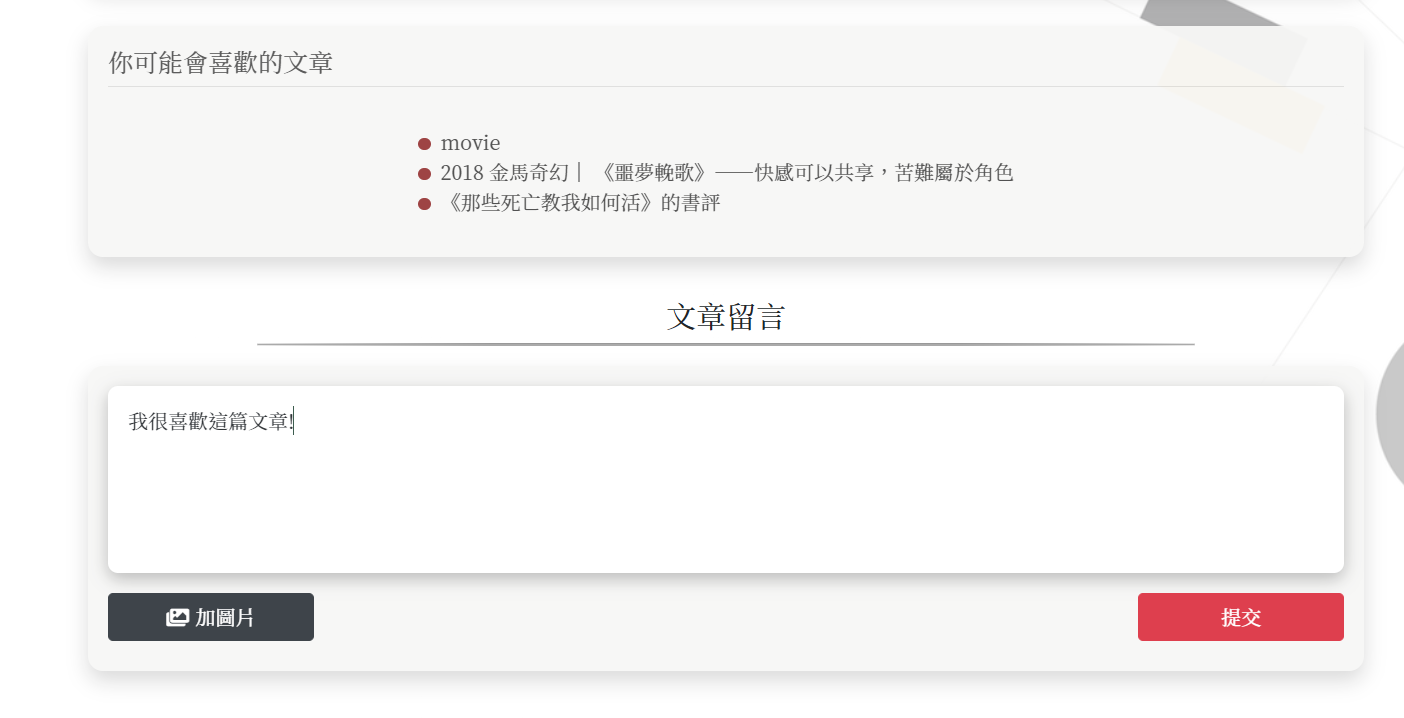 你可能會喜歡的文章
movie
2018 金馬奇幻｜ 《噩夢輓歌》——快感可以共享，苦難屬於角色
《那些死亡教我如何活》的書評
文章留言
我很喜歡這篇文章!
加圖片
提交